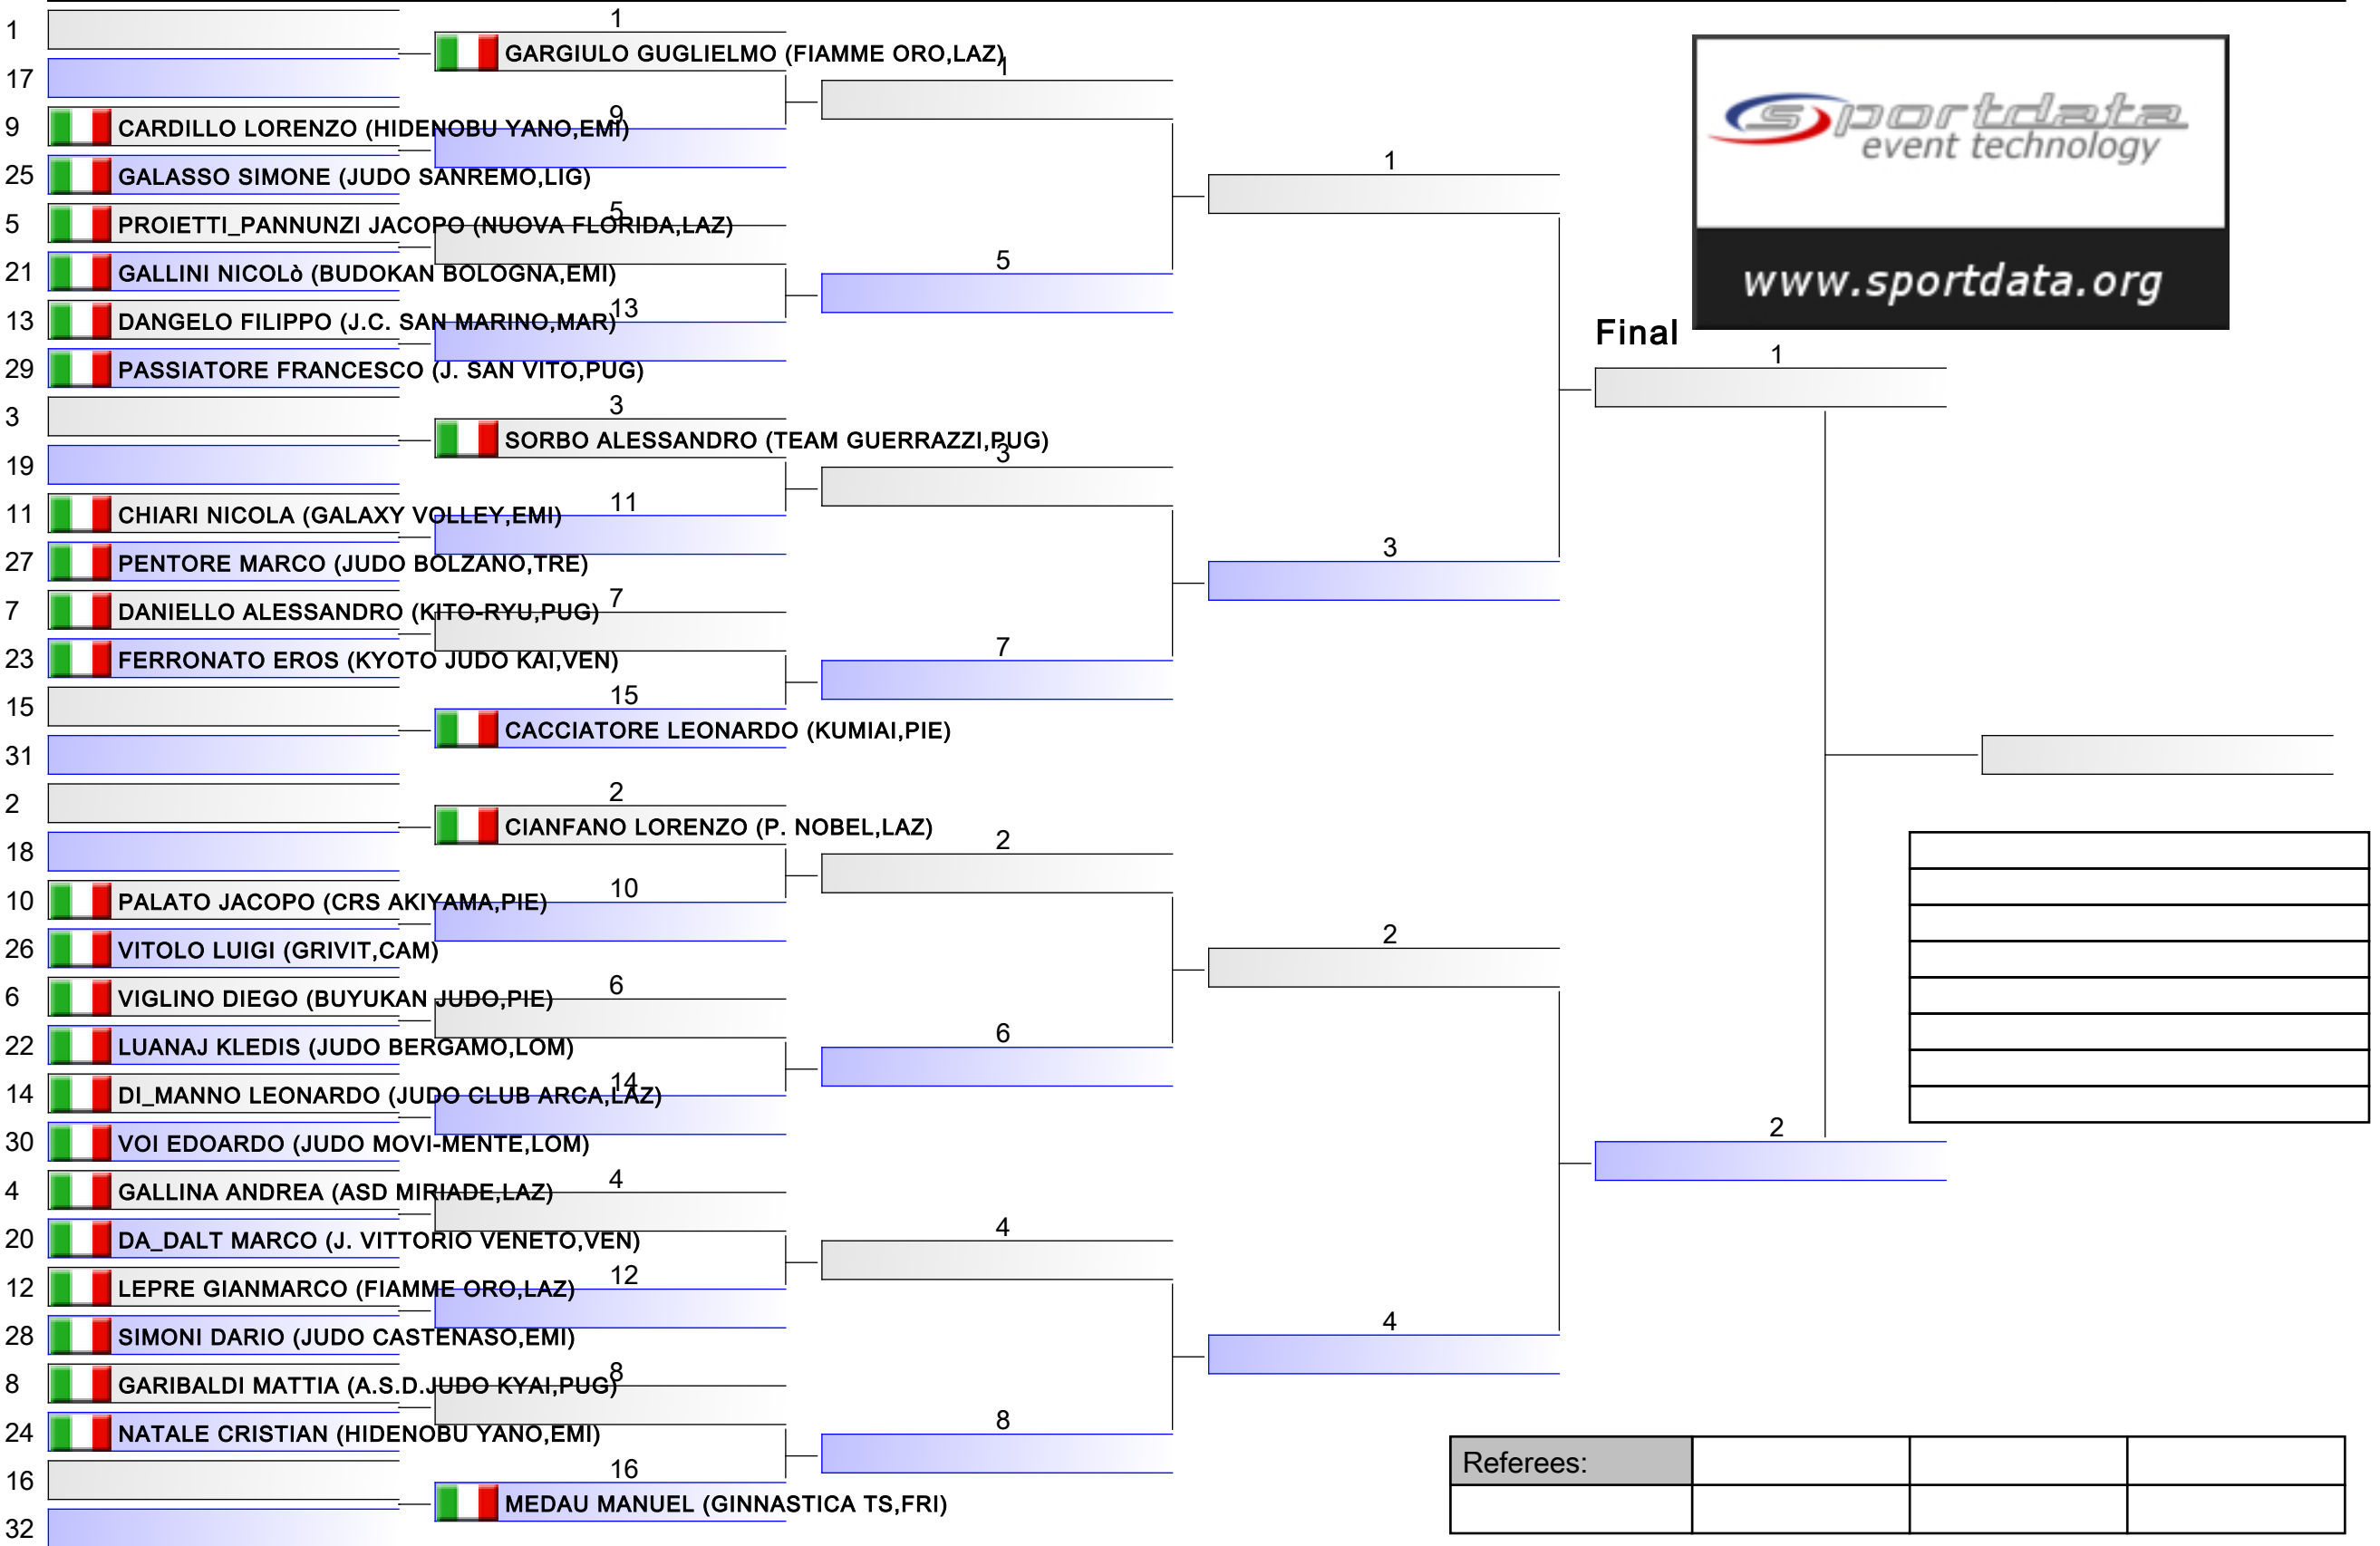 1
17
9 CARDILLO LORENZO (HIDENOBU YANO,EMI)
25 GALASSO SIMONE (JUDO SANREMO,LIG)
5 PROIETTI_PANNUNZI JACOPO (NUOVA FLORIDA,LAZ)
21 GALLINI NICOLò (BUDOKAN BOLOGNA,EMI)
13 DANGELO FILIPPO (J.C. SAN MARINO,MAR)
29 PASSIATORE FRANCESCO (J. SAN VITO,PUG)
3
19
11 CHIARI NICOLA (GALAXY VOLLEY,EMI)
27 PENTORE MARCO (JUDO BOLZANO,TRE)
7 DANIELLO ALESSANDRO (KITO-RYU,PUG)
23 FERRONATO EROS (KYOTO JUDO KAI,VEN)
15
31
2
18
10 PALATO JACOPO (CRS AKIYAMA,PIE)
26 VITOLO LUIGI (GRIVIT,CAM)
6 VIGLINO DIEGO (BUYUKAN JUDO,PIE)
22 LUANAJ KLEDIS (JUDO BERGAMO,LOM)
14 DI_MANNO LEONARDO (JUDO CLUB ARCA,LAZ)
30 VOI EDOARDO (JUDO MOVI-MENTE,LOM)
4 GALLINA ANDREA (ASD MIRIADE,LAZ)
20 DA_DALT MARCO (J. VITTORIO VENETO,VEN)
12 LEPRE GIANMARCO (FIAMME ORO,LAZ)
28 SIMONI DARIO (JUDO CASTENASO,EMI)
8 GARIBALDI MATTIA (A.S.D.JUDO KYAI,PUG)
24 NATALE CRISTIAN (HIDENOBU YANO,EMI)
16
32
1
GARGIULO GUGLIELMO (FIAMME ORO,LAZ)
9
5
13
3
SORBO ALESSANDRO (TEAM GUERRAZZI,PUG)
11
7
15
CACCIATORE LEONARDO (KUMIAI,PIE)
2
CIANFANO LORENZO (P. NOBEL,LAZ)
10
6
14
4
12
8
16
MEDAU MANUEL (GINNASTICA TS,FRI)
1
5
3
7
2
6
4
8
1
3
2
4
Final
1
2
sportdata
event technology
www.sportdata.org
Referees: